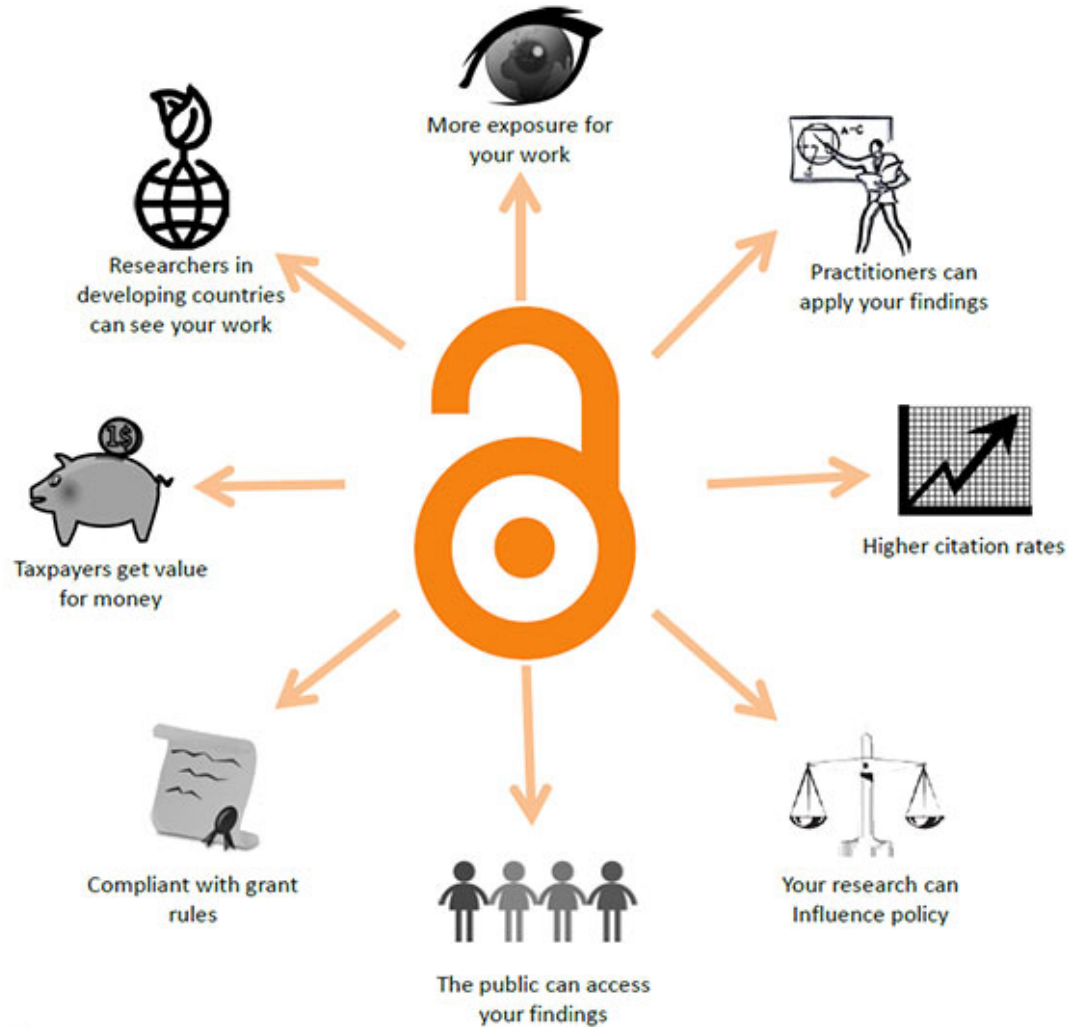 More exposure for
your work
Practitioners can
apply your findings
Higher citation rates
Your research can
Influence policy
The public can access
your findings
Compliant with grant
rules
Taxpayers get value
for money
Researchers in
developing countries
can see your work
A=C
1$